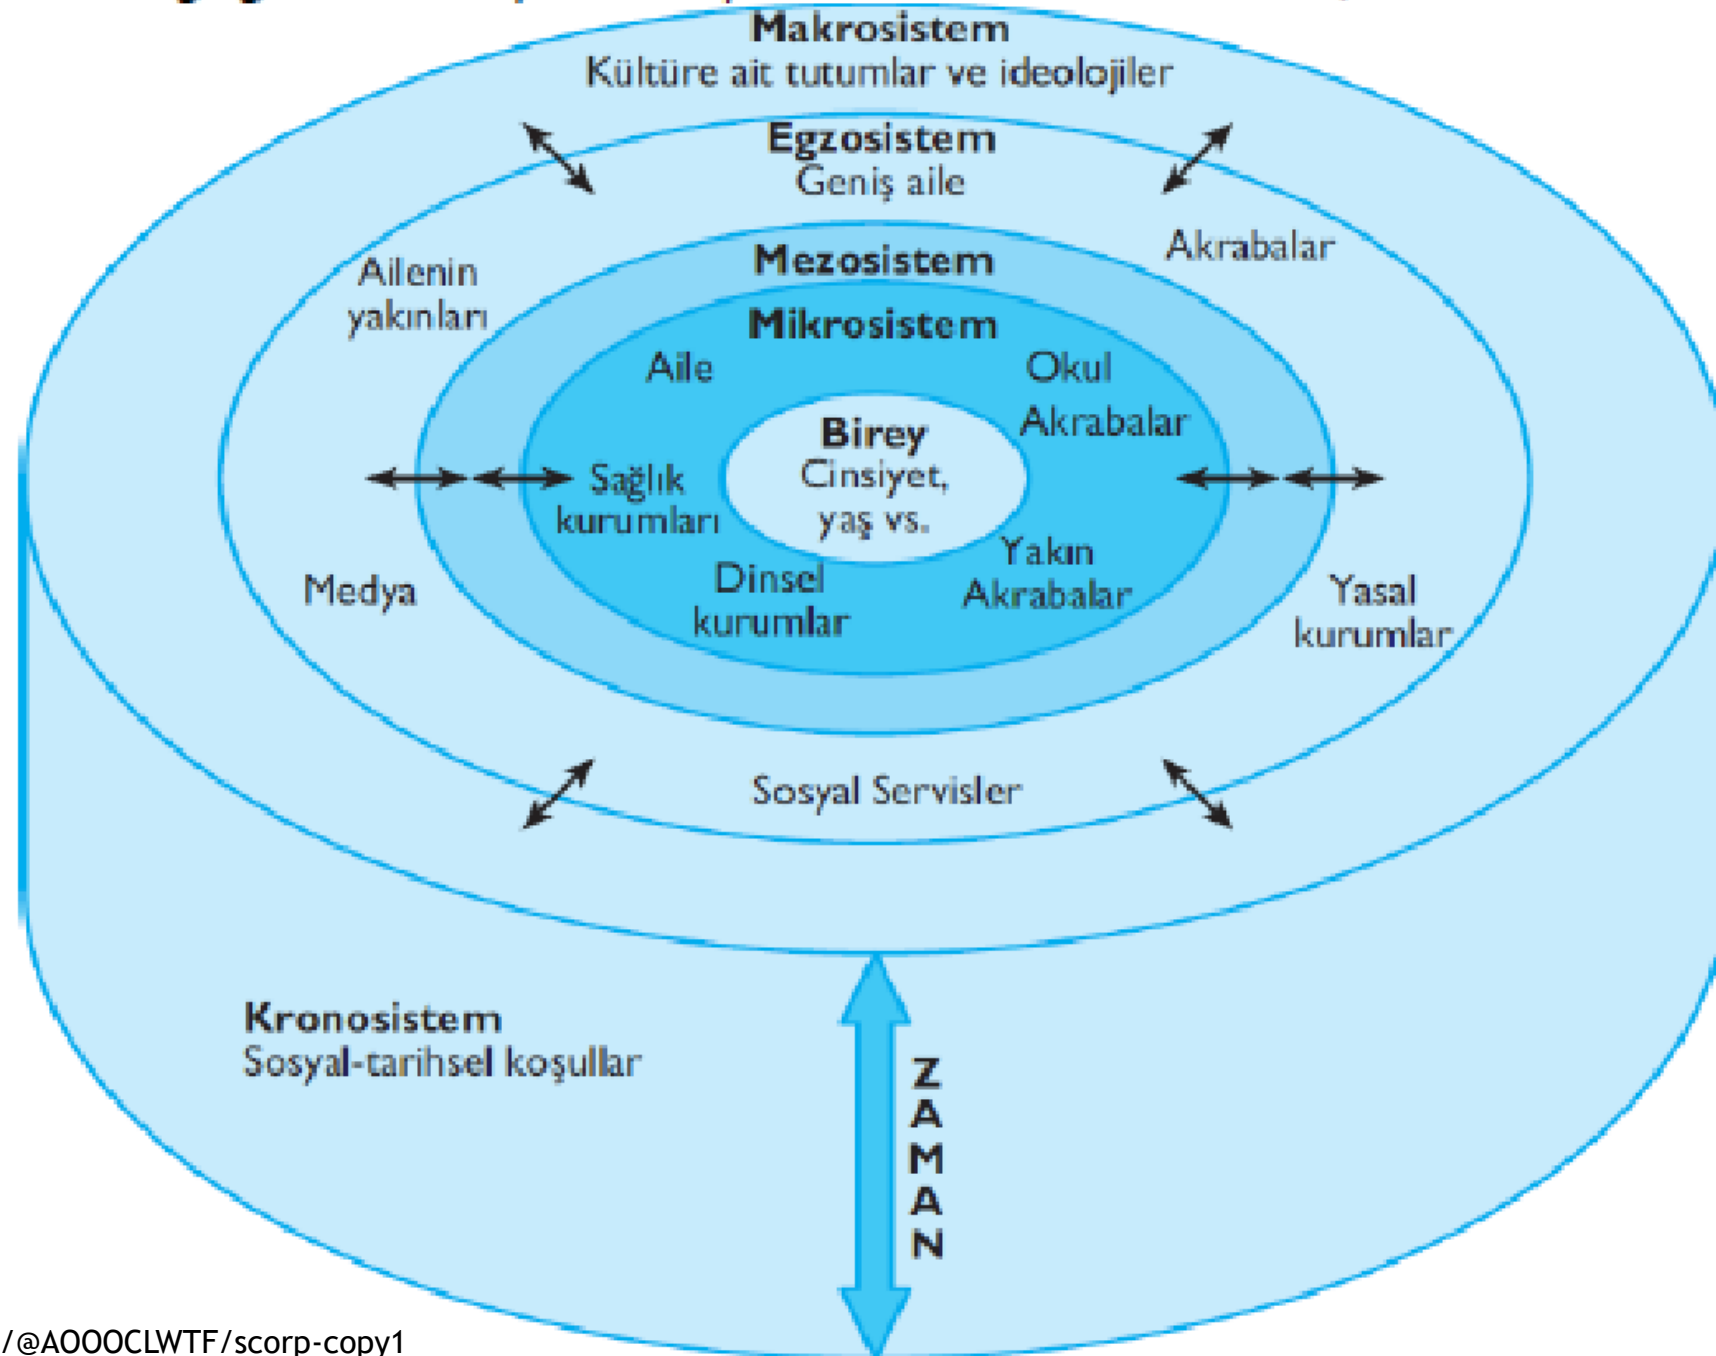 Makrosistem
Kültüre ait tutumlar ve ideolojiler
Egzosistem
Geniş aile
Akrabalar
Ailenin
yakınları
Mezosistem
Mikrosistem
Aile
Okul
Akrabalar
Birey
Cinsiyet,
yaş vs.
Sağlık
kurumları
Yakın
Akrabalar
Dinsel
kurumlar
Medya
Yasal
kurumlar
Sosyal Servisler
Kronosistem
Sosyal-tarihsel koşullar
ZAMAN
/@AOOOCLWTF/scorp-copy1